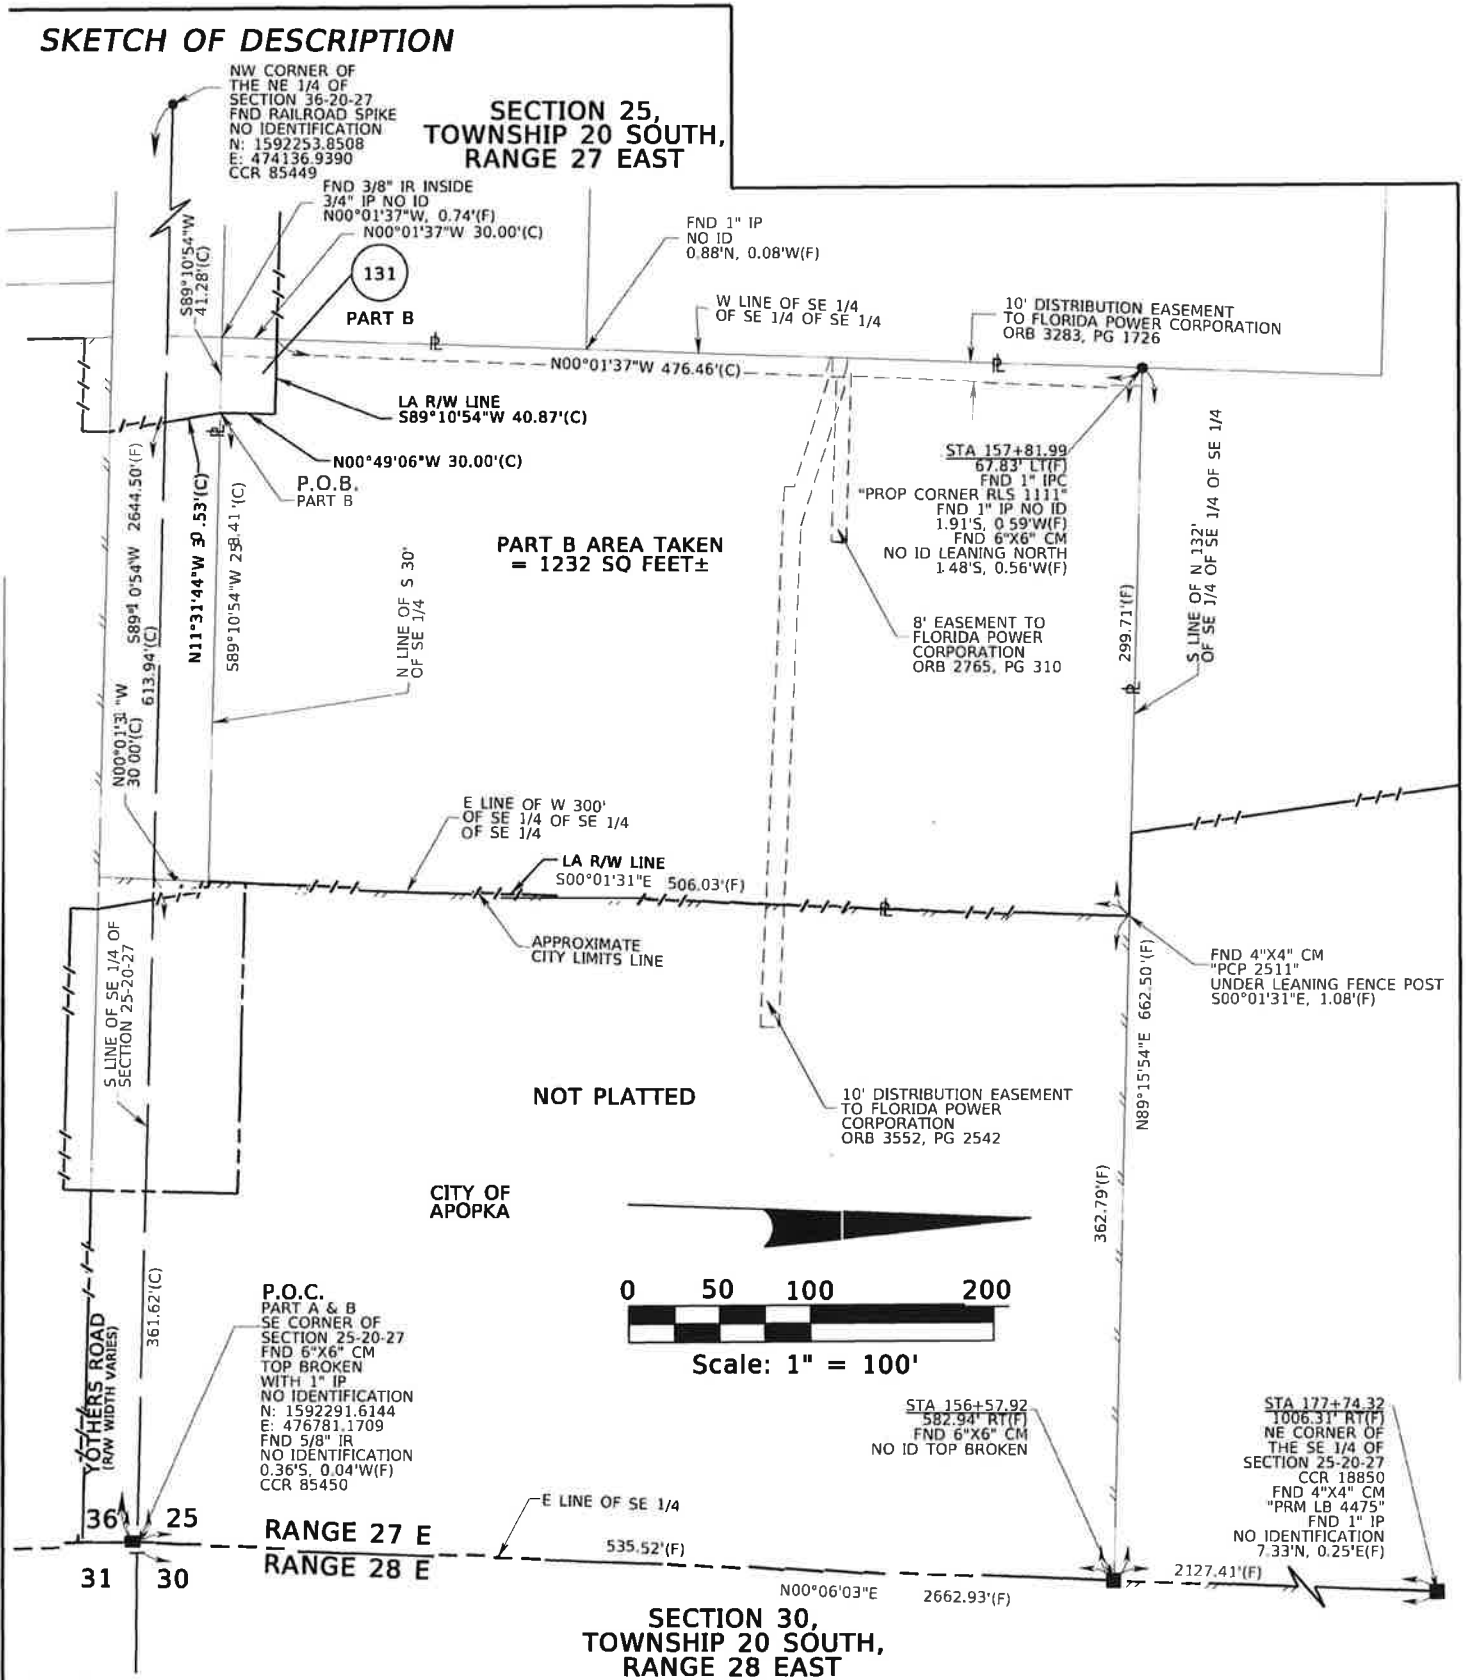 SKETCH OF DESCRIPTION
NW CORNER OF
THE NE 1/4 OF
SECTION 36-20-27
FND RAILROAD SPIKE
NO IDENTIFICATION
N: 1592253.8508
E: 474136.9390
CCR 85449
SECTION 25,
TOWNSHIP 20 SOUTH,
RANGE 27 EAST
FND 3/8" IR INSIDE
3/4" IP NO ID
N00°01'37"W, 0.74'(F)
N00°01'37"W 30.00'(C)
S89°10'54"W
41.28'(C)
131
PART B
FND 1" IP
NO ID
0.88'N, 0.08'W(F)
W LINE OF SE 1/4
OF SE 1/4 OF SE 1/4
10' DISTRIBUTION EASEMENT
TO FLORIDA POWER CORPORATION
ORB 3283, PG 1726
N00°01'37"W 476.46'(C)
LA R/W LINE
S89°10'54"W 40.87'(C)
N00°49'06"W 30.00'(C)
P.O.B.
PART B
STA 157+81.99
67.83' LT(F)
FND 1" IPC
"PROP CORNER RLS 1111"
FND 1" IP NO ID
1.91'S, 0.59'W(F)
FND 6"X6" CM
NO ID LEANING NORTH
1.48'S, 0.56'W(F)
S LINE OF N 132'
OF SE 1/4 OF SE 1/4 OF SE 1/4
299.71'(F)
PART B AREA TAKEN
= 1232 SQ FEET±
8' EASEMENT TO
FLORIDA POWER
CORPORATION
ORB 2765, PG 310
S89°10'54"W 2644.50'(F)
613.94'(C)
N11°31'44"W 30.53'(C)
S89°10'54"W 258.41'(C)
N LINE OF S 30'
OF SE 1/4
N00°01'31"W
30.00'(C)
E LINE OF W 300'
OF SE 1/4 OF SE 1/4
OF SE 1/4
LA R/W LINE
S00°01'31"E 506.03'(F)
APPROXIMATE
CITY LIMITS LINE
S LINE OF SE 1/4 OF
SECTION 25-20-27
FND 4"X4" CM
"PCP 2511"
UNDER LEANING FENCE POST
S00°01'31"E, 1.08'(F)
N89°15'54"E 662.50'(F)
NOT PLATTED
10' DISTRIBUTION EASEMENT
TO FLORIDA POWER
CORPORATION
ORB 3552, PG 2542
362.79'(F)
CITY OF
APOPKA
0 50 100 200
Scale: 1" = 100'
361.62'(C)
YOTHERS ROAD
(R/W WIDTH VARIES)
P.O.C.
PART A & B
SE CORNER OF
SECTION 25-20-27
FND 6"X6" CM
TOP BROKEN
WITH 1" IP
NO IDENTIFICATION
N: 1592291.6144
E: 476781.1709
FND 5/8" IR
NO IDENTIFICATION
0.36'S, 0.04'W(F)
CCR 85450
STA 156+57.92
582.94' RT(F)
FND 6"X6" CM
NO ID TOP BROKEN
STA 177+74.32
1006.31' RT(F)
NE CORNER OF
THE SE 1/4 OF
SECTION 25-20-27
CCR 18850
FND 4"X4" CM
"PRM LB 4475"
FND 1" IP
NO IDENTIFICATION
7.33'N, 0.25'E(F)
36 25
31 30
RANGE 27 E
RANGE 28 E
E LINE OF SE 1/4
535.52'(F)
N00°06'03"E 2662.93'(F)
2127.41'(F)
SECTION 30,
TOWNSHIP 20 SOUTH,
RANGE 28 EAST